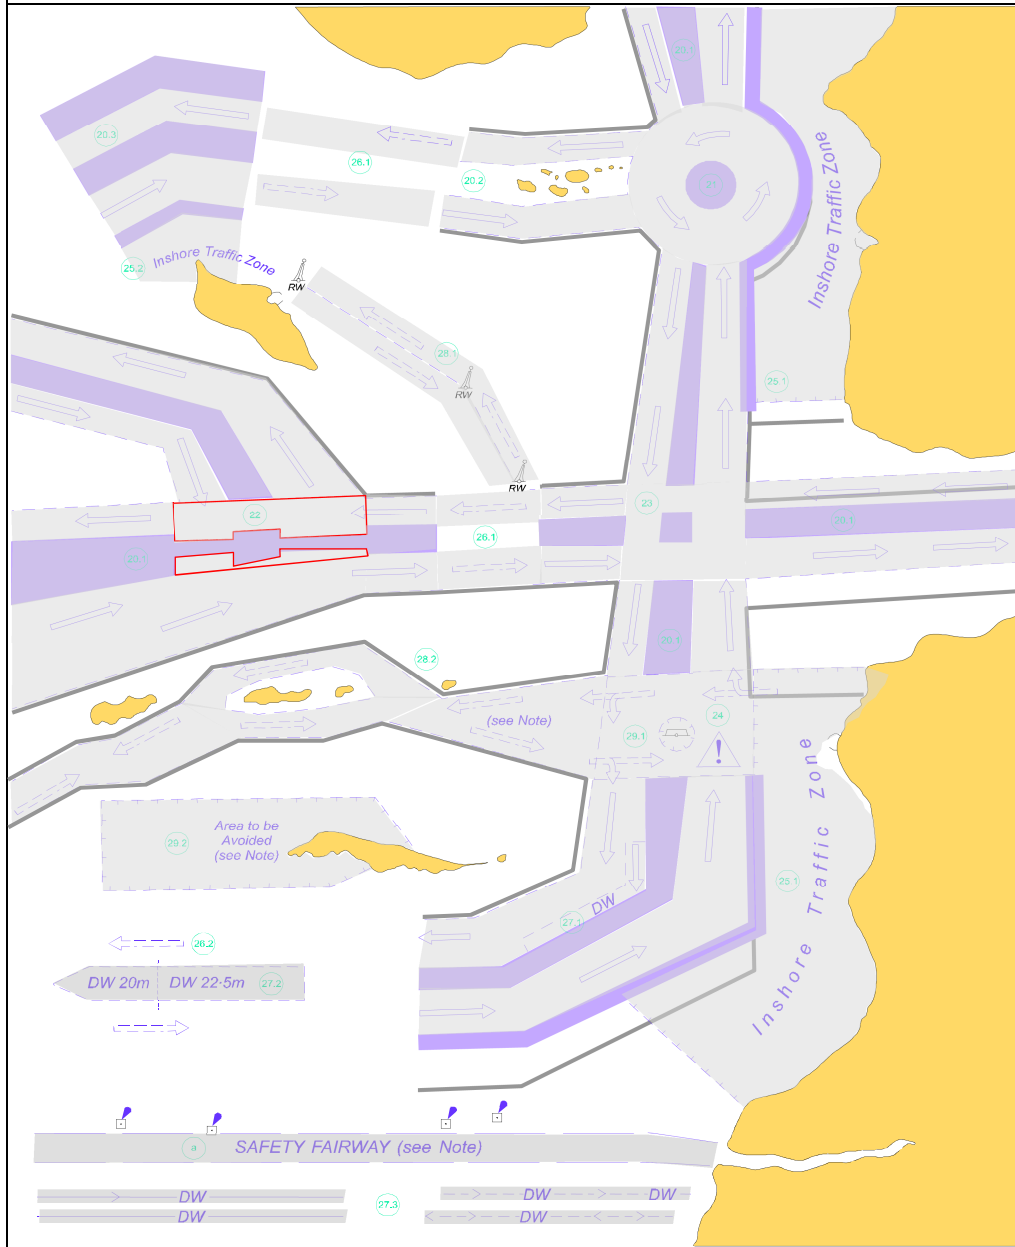 20.1
20.3
26.1
20.2
21
Inshore Traffic Zone
25.2
Inshore Traffic Zone
RW
28.1
RW
25.1
RW
22
23
20.1
26.1
20.1
28.2
20.1
(see Note)
29.1
24
!
Area to be
Avoided
(see Note)
29.2
Inshore Traffic Zone
25.1
DW
27.1
26.2
DW 20m
DW 22·5m
27.2
a
SAFETY FAIRWAY (see Note)
DW
DW
27.3
DW
DW
DW